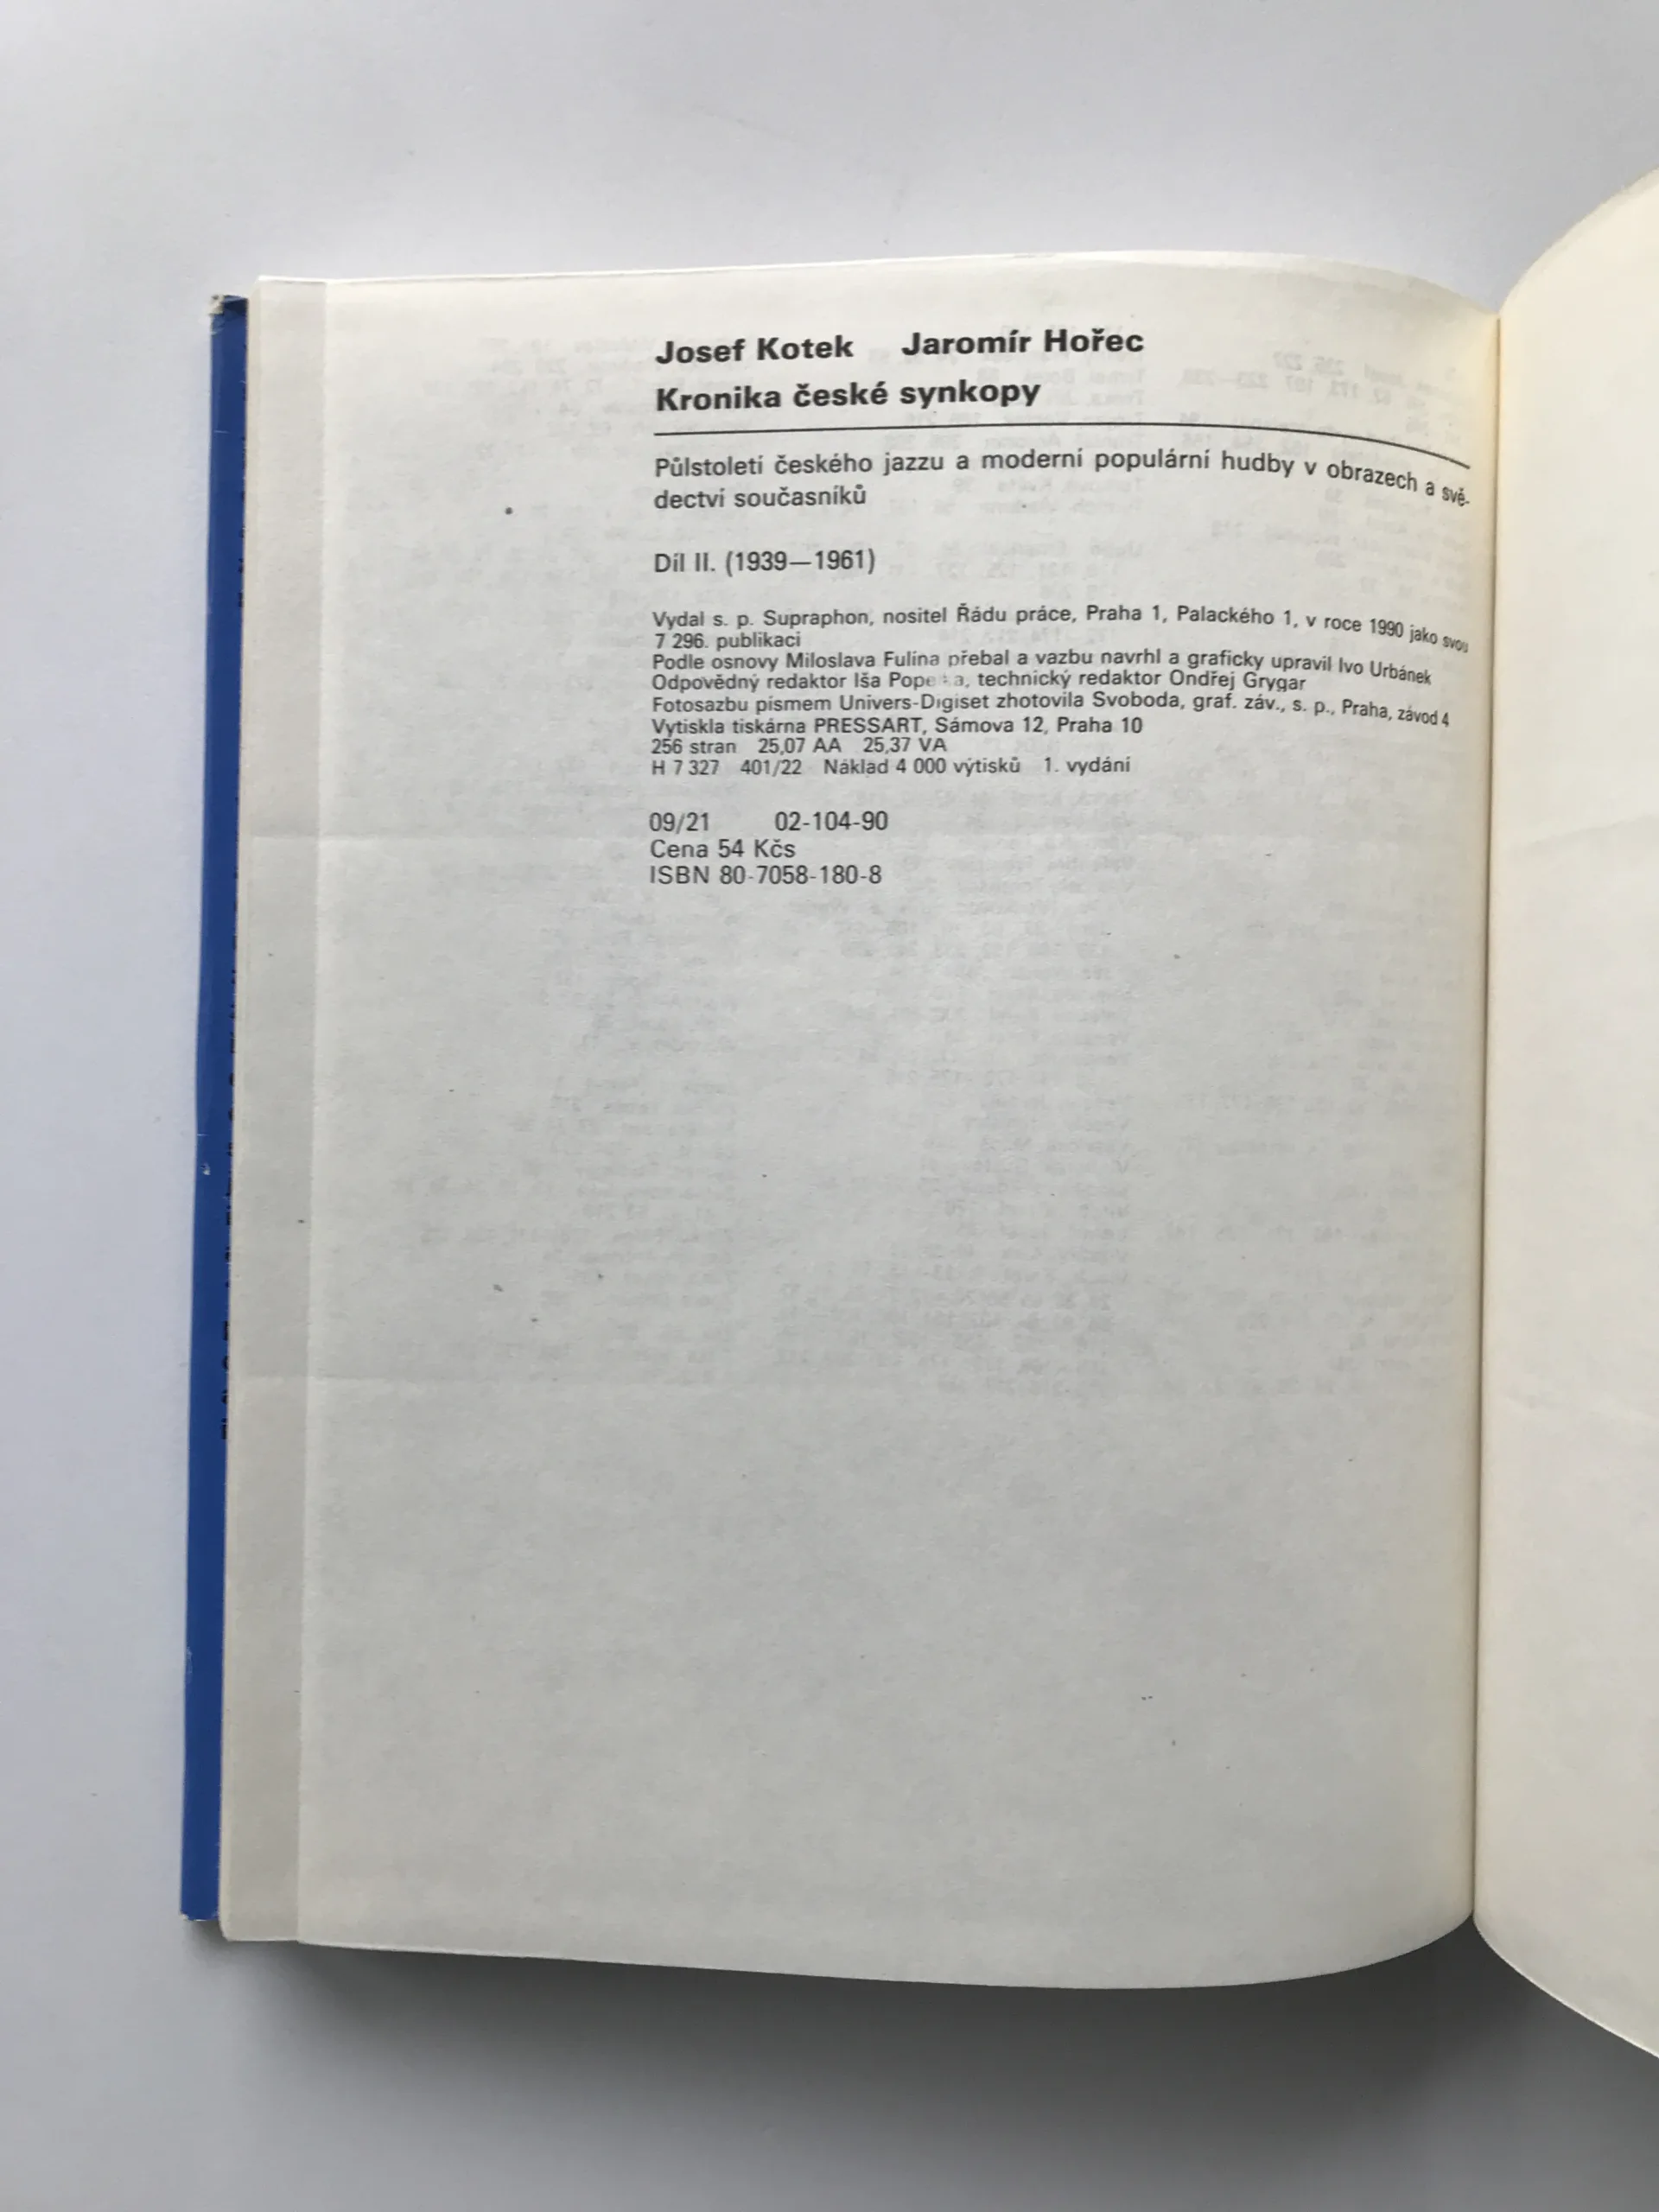 Josef Kotek Jaromír Hořec
Kronika české synkopy
Půlstoletí českého jazzu a moderní populární hudby v obrazech a svě-
dectví současníků
Díl II. (1939—1961)
Vydal s. p. Supraphon, nositel Řádu práce, Praha 1, Palackého 1, v roce 1990 jako svou
7 296. publikaci
Podle osnovy Miloslava Fulína přebal a vazbu navrhl a graficky upravil Ivo Urbánek
Odpovědný redaktor Iša technický redaktor Ondřej Grygar
Fotosazbu písmem Univers-Digiset zhotovila Svoboda, graf. záv., s. p., Praha, závod 4
Vytiskla tiskárna PRESSART, Sámova 12, Praha 10
256 stran 25,07 AA 25,37 VA
H 7 327 401/22 Náklad 4 000 výtisků 1. vydání
09/21 02-104-90
Cena 54 Kčs
ISBN 80-7058-180-8